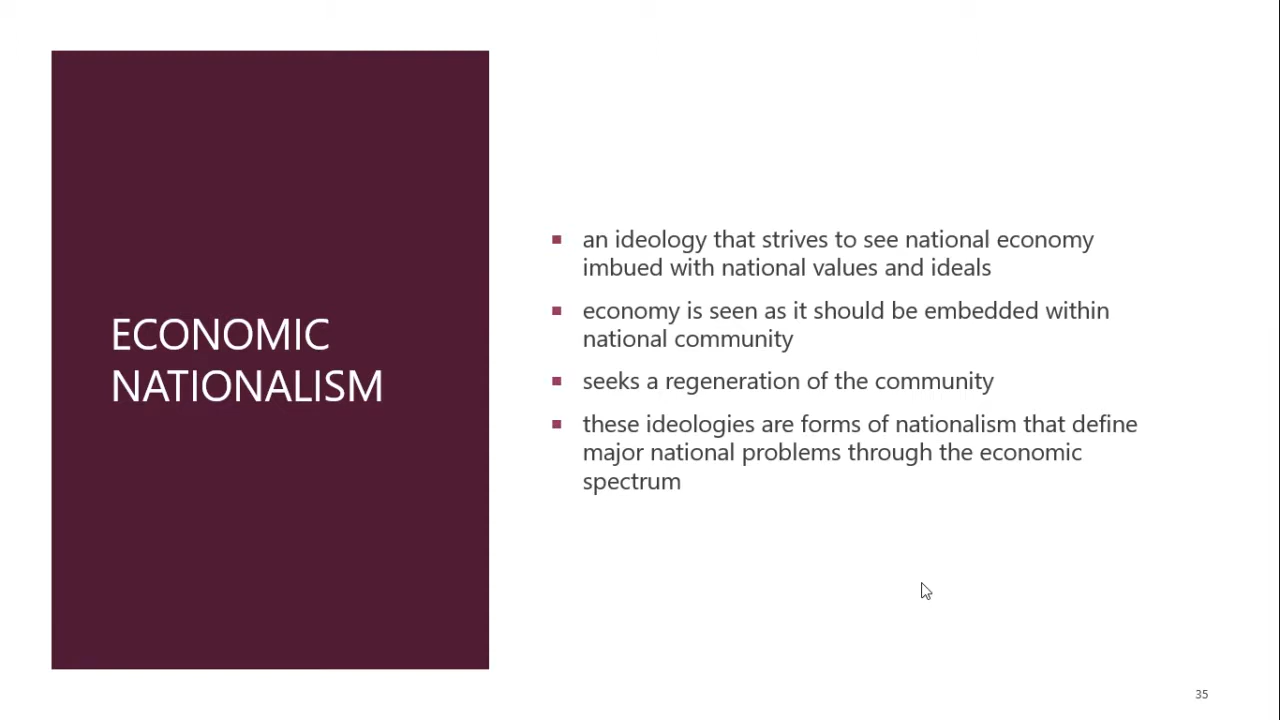 ECONOMIC
NATIONALISM
an ideology that strives to see national economy
imbued with national values and ideals
economy is seen as it should be embedded within
national community
seeks a regeneration of the community
these ideologies are forms of nationalism that define
major national problems through the economic
spectrum
35